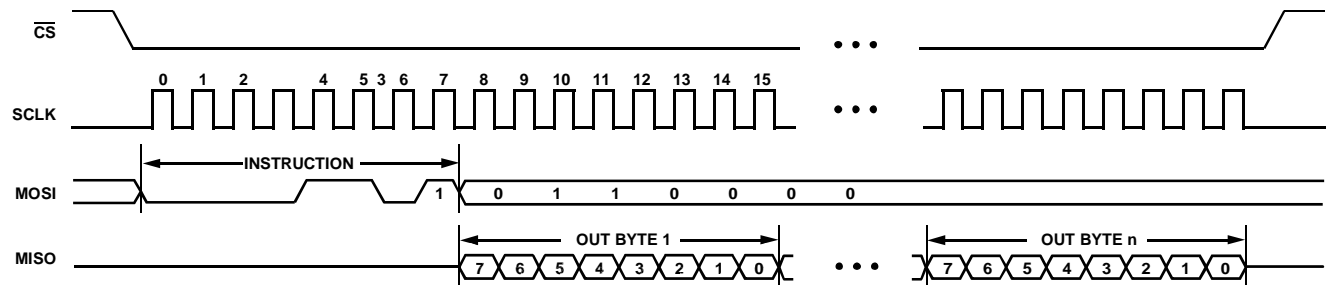 CS
0 1 2 4 5 3 6 7 8 9 10 11 12 13 14 15
SCLK
INSTRUCTION
MOSI 1 0 1 1 0 0 0 0
OUT BYTE 1 OUT BYTE n
MISO
7 6 5 4 3 2 1 0 7 6 5 4 3 2 1 0